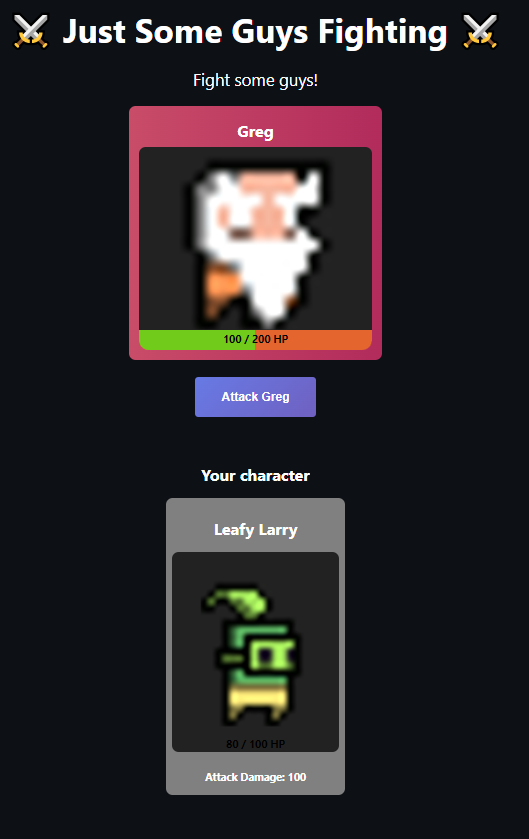 ⚔️ Just Some Guys Fighting ⚔️
Fight some guys!
Greg
100 / 200 HP
Attack Greg
Your character
Leafy Larry
80 / 100 HP
Attack Damage: 100